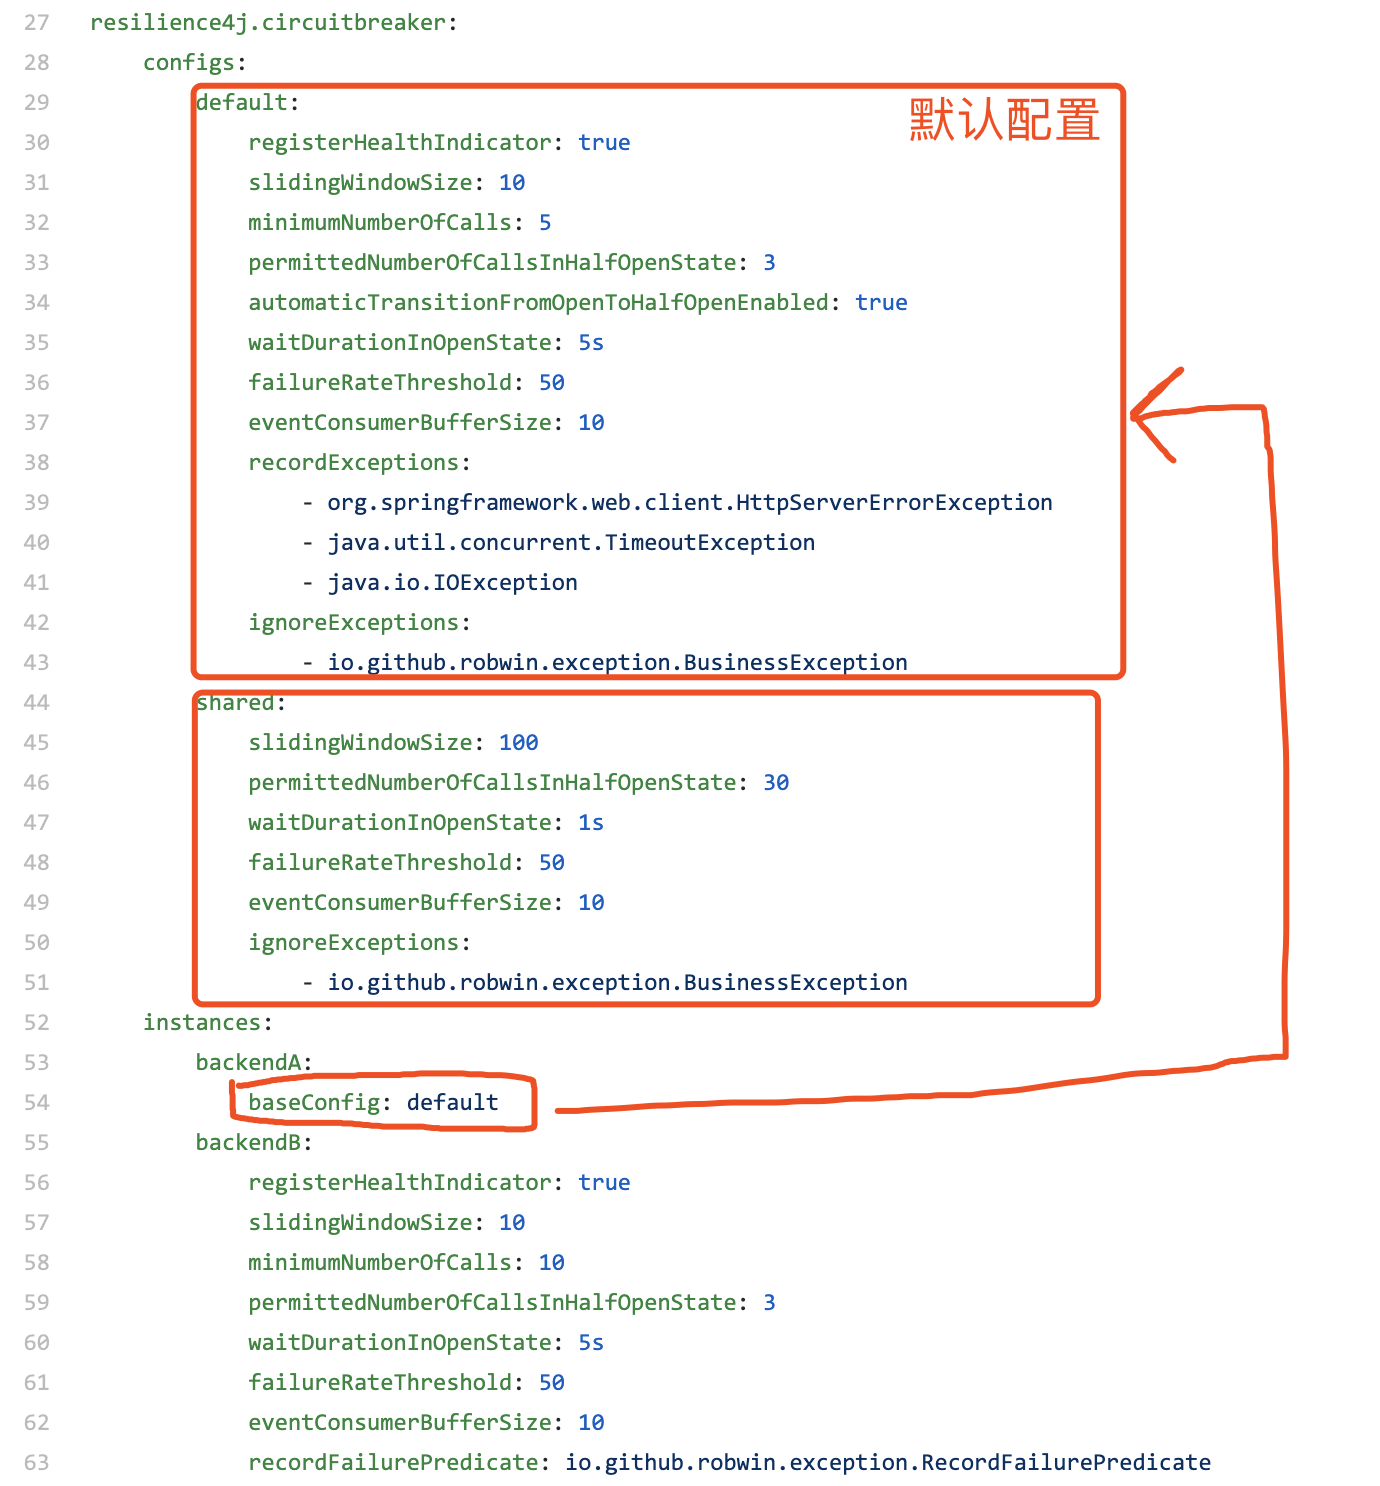 27 resilience4j.circuitbreaker:
28 configs:
29 default:
默认配置
30 registerHealthIndicator: true
31 slidingWindowSize: 10
32 minimumNumberOfCalls: 5
33 permittedNumberOfCallsInHalfOpenState: 3
34 automaticTransitionFromOpenToHalfOpenEnabled: true
35 waitDurationInOpenState: 5s
36 failureRateThreshold: 50
37 eventConsumerBufferSize: 10
38 recordExceptions:
39 - org.springframework.web.client.HttpServerErrorException
40 - java.util.concurrent.TimeoutException
41 - java.io.IOException
42 ignoreExceptions:
43 - io.github.robwin.exception.BusinessException
44 shared:
45 slidingWindowSize: 100
46 permittedNumberOfCallsInHalfOpenState: 30
47 waitDurationInOpenState: 1s
48 failureRateThreshold: 50
49 eventConsumerBufferSize: 10
50 ignoreExceptions:
51 - io.github.robwin.exception.BusinessException
52 instances:
53 backendA:
54 baseConfig: default
55 backendB:
56 registerHealthIndicator: true
57 slidingWindowSize: 10
58 minimumNumberOfCalls: 10
59 permittedNumberOfCallsInHalfOpenState: 3
60 waitDurationInOpenState: 5s
61 failureRateThreshold: 50
62 eventConsumerBufferSize: 10
63 recordFailurePredicate: io.github.robwin.exception.RecordFailurePredicate